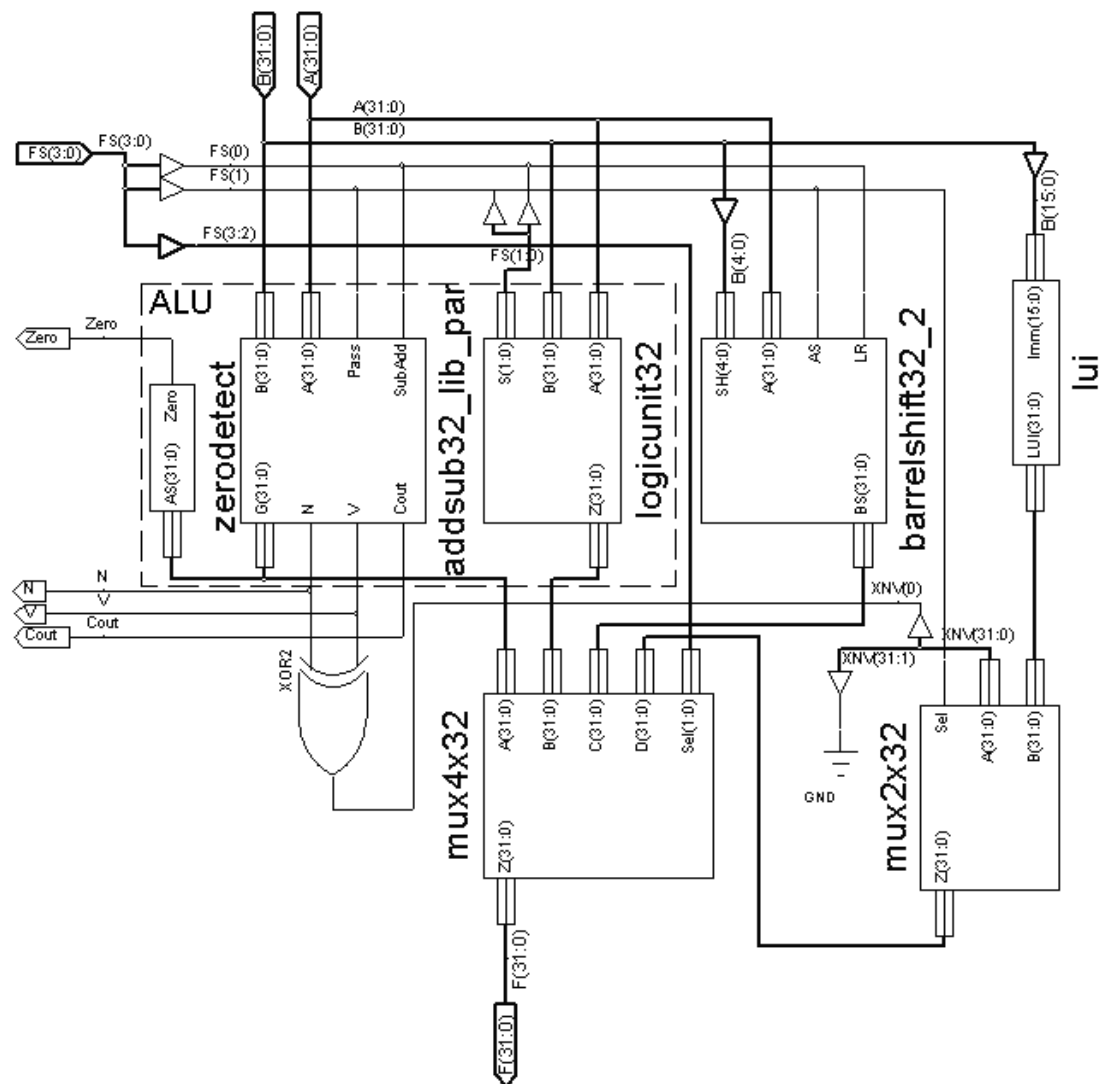 B(31:0)
A(31:0)
A(31:0)
B(31:0)
FS(3:0)
FS(3:0)
FS(0)
FS(1)
FS(3:2)
FS(1:0)
B(4:0)
B(15:0)
ALU
Zero
Zero
Zero
AS(31:0)
zerodetect
B(31:0)
A(31:0)
Pass
SubAdd
G(31:0)
N
V
Cout
addsub32_lib_par
S(1:0)
B(31:0)
A(31:0)
Z(31:0)
logicunit32
SH(4:0)
A(31:0)
AS
LR
BS(31:0)
barrelshift32_2
Imm(15:0)
LUI(31:0)
lui
N
N
V
V
Cout
Cout
XOR2
XNV(0)
XNV(31:0)
XNV(31:1)
GND
mux4x32
A(31:0)
B(31:0)
C(31:0)
D(31:0)
Sel(1:0)
Z(31:0)
mux2x32
Sel
A(31:0)
B(31:0)
Z(31:0)
F(31:0)
F(31:0)